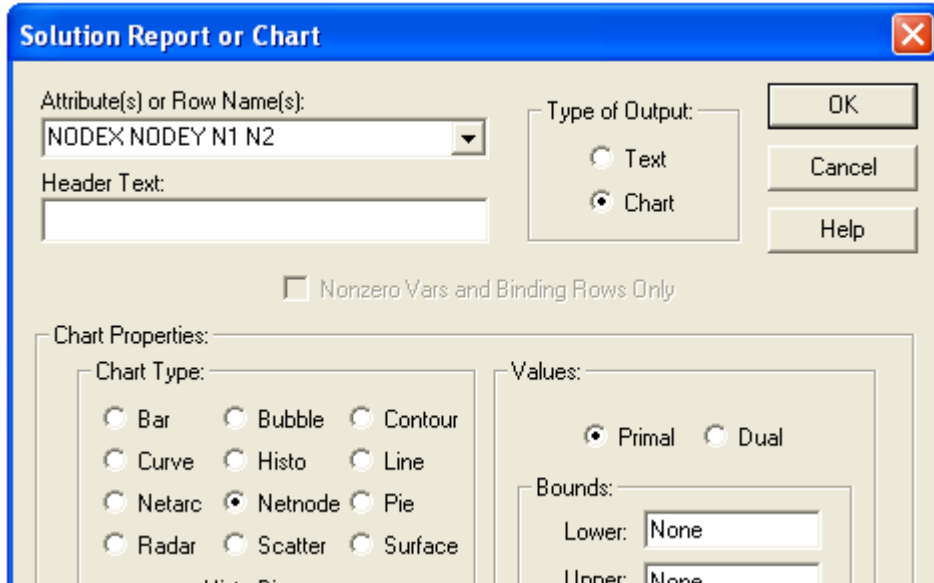 Solution Report or Chart
Attribute(s) or Row Name(s):
NODEX NODEY N1 N2
Header Text:
Type of Output:
Text
Chart
OK
Cancel
Help
Nonzero Vars and Binding Rows Only
Chart Properties:
Chart Type:
Bar Bubble Contour
Curve Histo Line
Netarc Netnode Pie
Radar Scatter Surface
Values:
Primal Dual
Bounds:
Lower: None
Upper: None